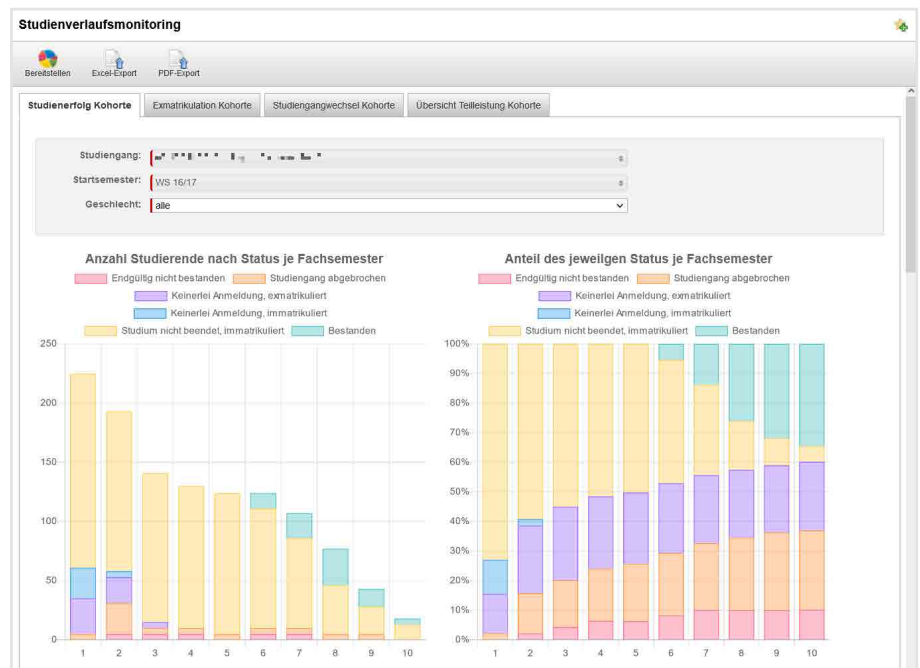 Studienverlaufsmonitoring
Bereitstellen Excel-Export PDF-Export
Studienerfolg Kohorte Exmatrikulation Kohorte Studiengangwechsel Kohorte Übersicht Teilleistung Kohorte
Studiengang:
Startsemester: WS 16/17
Geschlecht: alle
Anzahl Studierende nach Status je Fachsemester
Endgültig nicht bestanden Studiengang abgebrochen
Keinerlei Anmeldung, exmatrikuliert
Keinerlei Anmeldung, immatrikuliert
Studium nicht beendet, immatrikuliert Bestanden
250
200
150
100
50
0
1 2 3 4 5 6 7 8 9 10
Anteil des jeweilgen Status je Fachsemester
Endgültig nicht bestanden Studiengang abgebrochen
Keinerlei Anmeldung, exmatrikuliert
Keinerlei Anmeldung, immatrikuliert
Studium nicht beendet, immatrikuliert Bestanden
100%
90%
80%
70%
60%
50%
40%
30%
20%
10%
0%
1 2 3 4 5 6 7 8 9 10